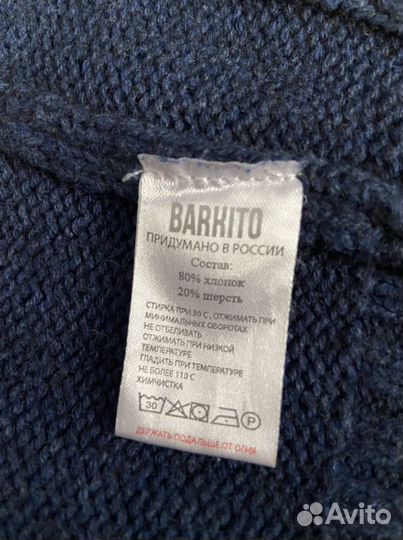 BARKITO
ПРИДУМАНО В РОССИИ
Состав:
80% хлопок
20% шерсть
СТИРКА ПРИ 30 С , ОТЖИМАТЬ ПРИ
МИНИМАЛЬНЫХ ОБОРОТАХ
НЕ ОТБЕЛИВАТЬ
ОТЖИМАТЬ ПРИ НИЗКОЙ
ТЕМПЕРАТУРЕ
ГЛАДИТЬ ПРИ ТЕМПЕРАТУРЕ
НЕ БОЛЕЕ 110 С
ХИМЧИСТКА
30 P
ДЕРЖАТЬ ПОДАЛЬШЕ ОТ ОГНЯ
Avito